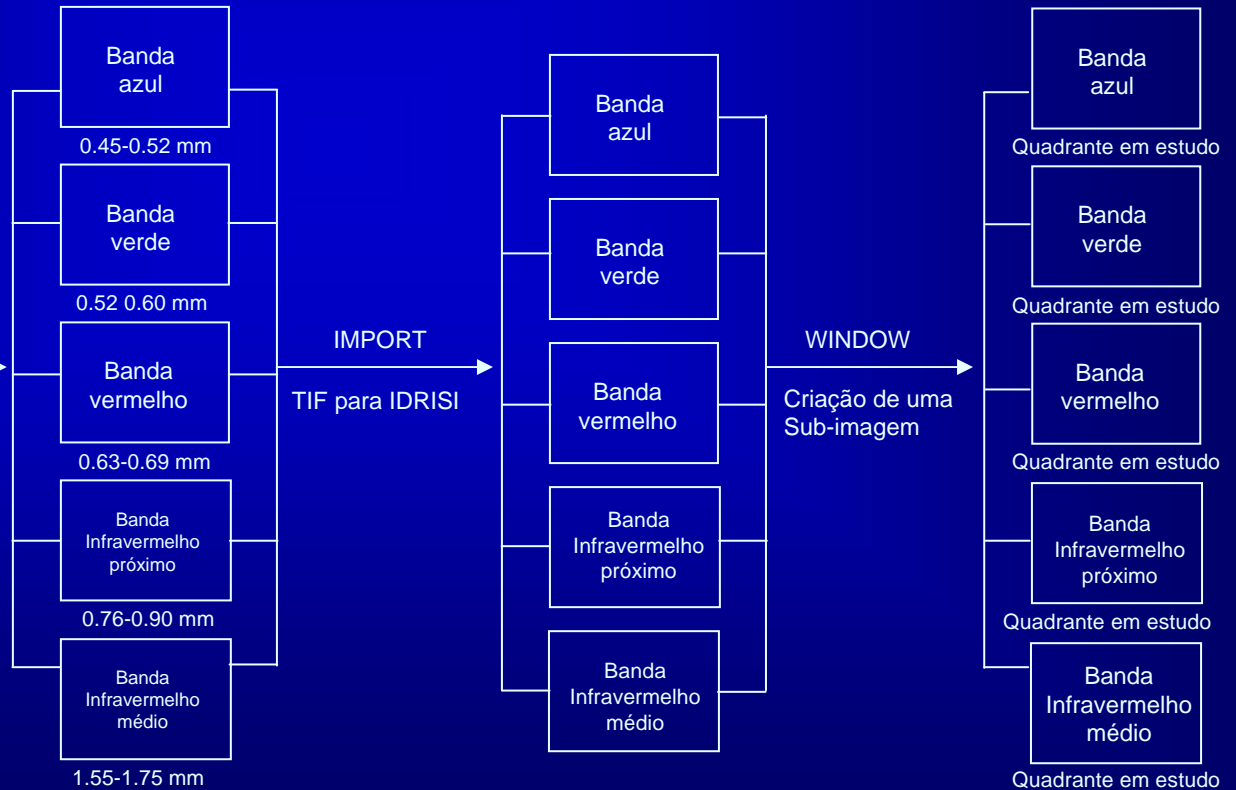 Banda
azul
0.45-0.52 mm
Banda
verde
0.52 0.60 mm
Banda
vermelho
0.63-0.69 mm
Banda
Infravermelho
próximo
0.76-0.90 mm
Banda
Infravermelho
médio
1.55-1.75 mm
IMPORT
TIF para IDRISI
Banda
azul
Banda
verde
Banda
vermelho
Banda
Infravermelho
próximo
Banda
Infravermelho
médio
WINDOW
Criação de uma
Sub-imagem
Banda
azul
Quadrante em estudo
Banda
verde
Quadrante em estudo
Banda
vermelho
Quadrante em estudo
Banda
Infravermelho
próximo
Quadrante em estudo
Banda
Infravermelho
médio
Quadrante em estudo